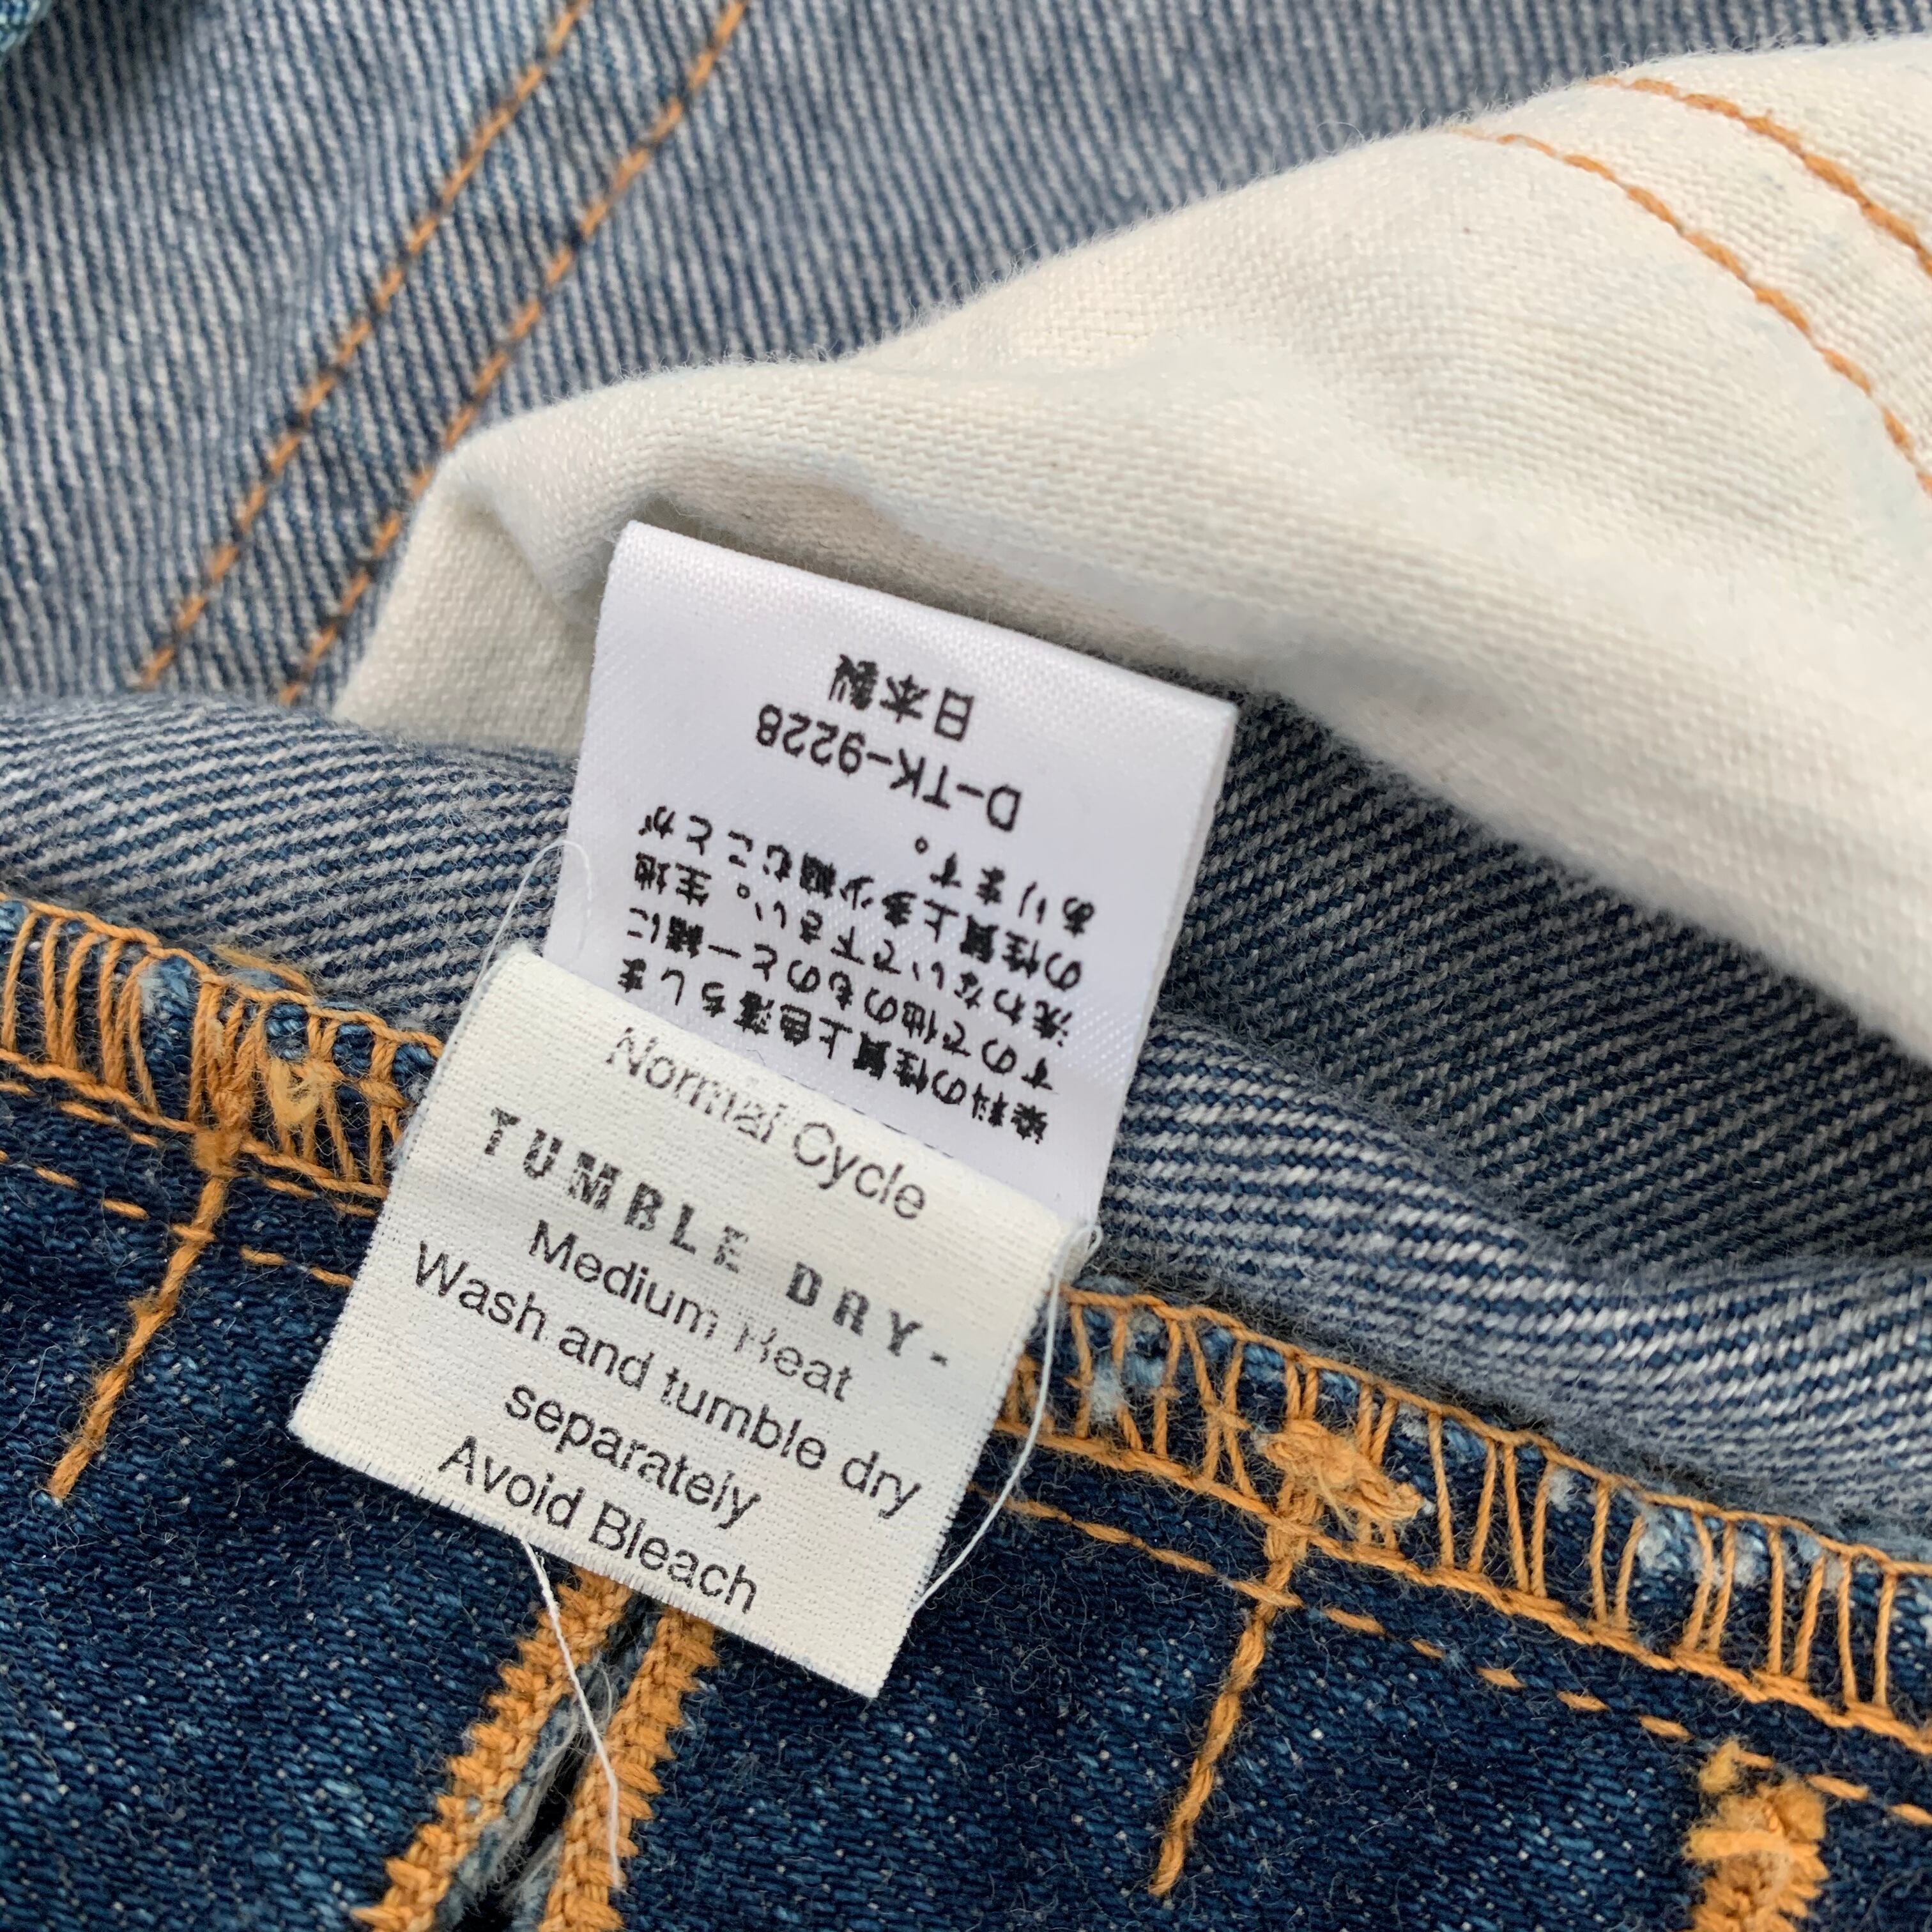 Normal Cycle
TUMBLE DRY-
Medium Heat
Wash and tumble dry
separately
Avoid Bleach
染料の性質上色落ちしま
すので他のものと一緒に
洗わないで下さい。生地
の性質上多少縮むことが
あります。
D-TK-9228
日本製